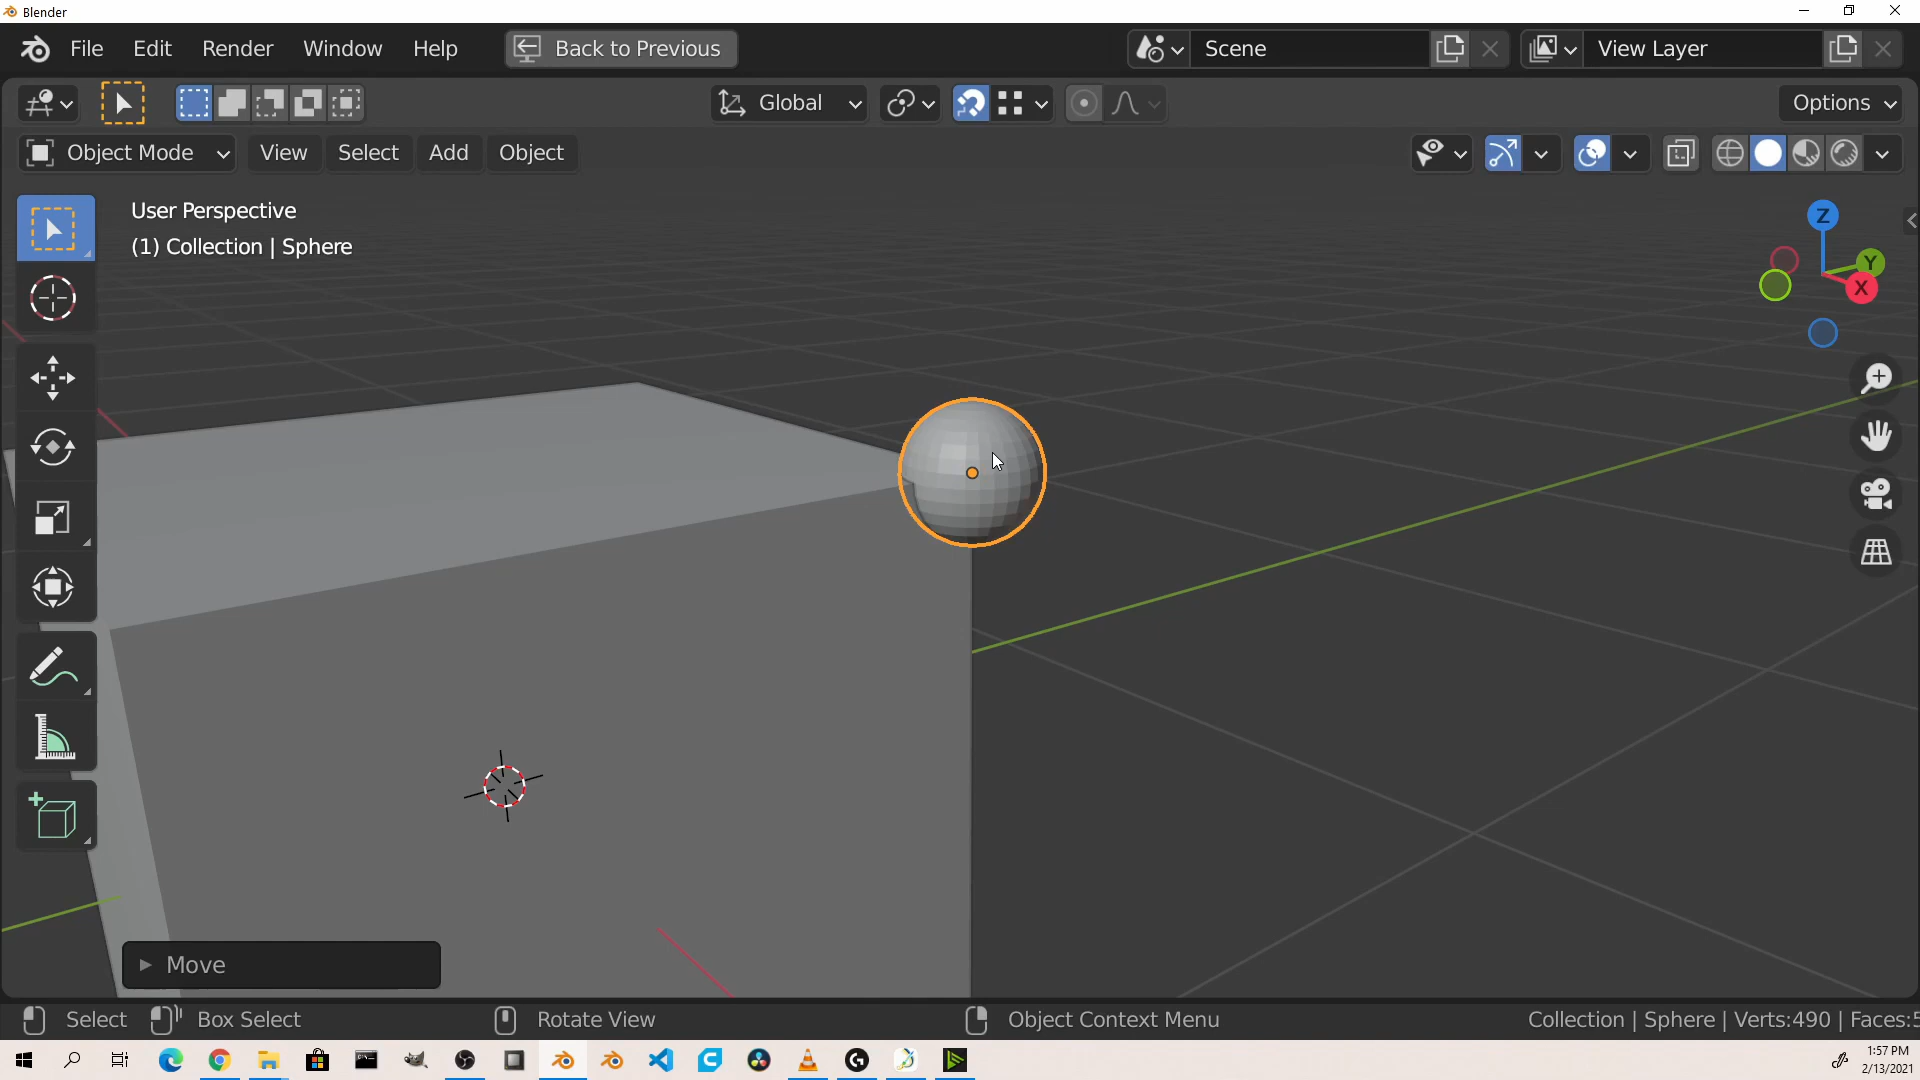 Blender
File Edit Render Window Help Back to Previous Scene View Layer
Global Options
Object Mode View Select Add Object
User Perspective
(1) Collection | Sphere
Z
Y
X
Move
Select Box Select Rotate View Object Context Menu Collection | Sphere | Verts:490 | Faces:5
1:57 PM
2/13/2021